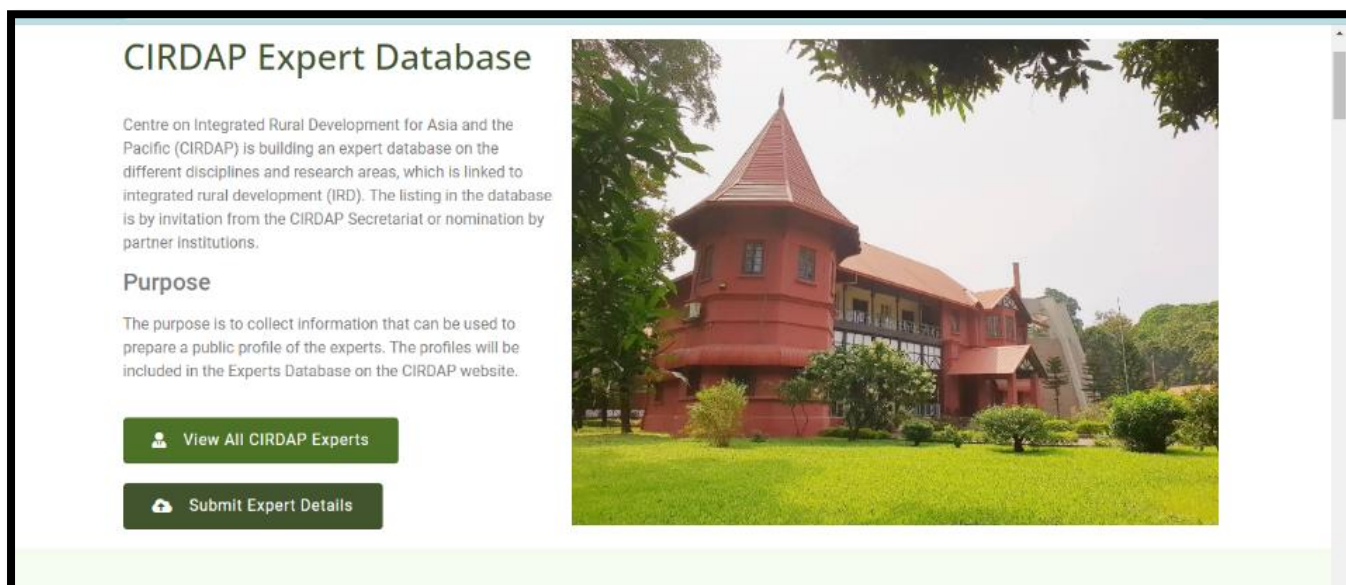 CIRDAP Expert Database
Centre on Integrated Rural Development for Asia and the
Pacific (CIRDAP) is building an expert database on the
different disciplines and research areas, which is linked to
integrated rural development (IRD). The listing in the database
is by invitation from the CIRDAP Secretariat or nomination by
partner institutions.
Purpose
The purpose is to collect information that can be used to
prepare a public profile of the experts. The profiles will be
included in the Experts Database on the CIRDAP website.
View All CIRDAP Experts
Submit Expert Details